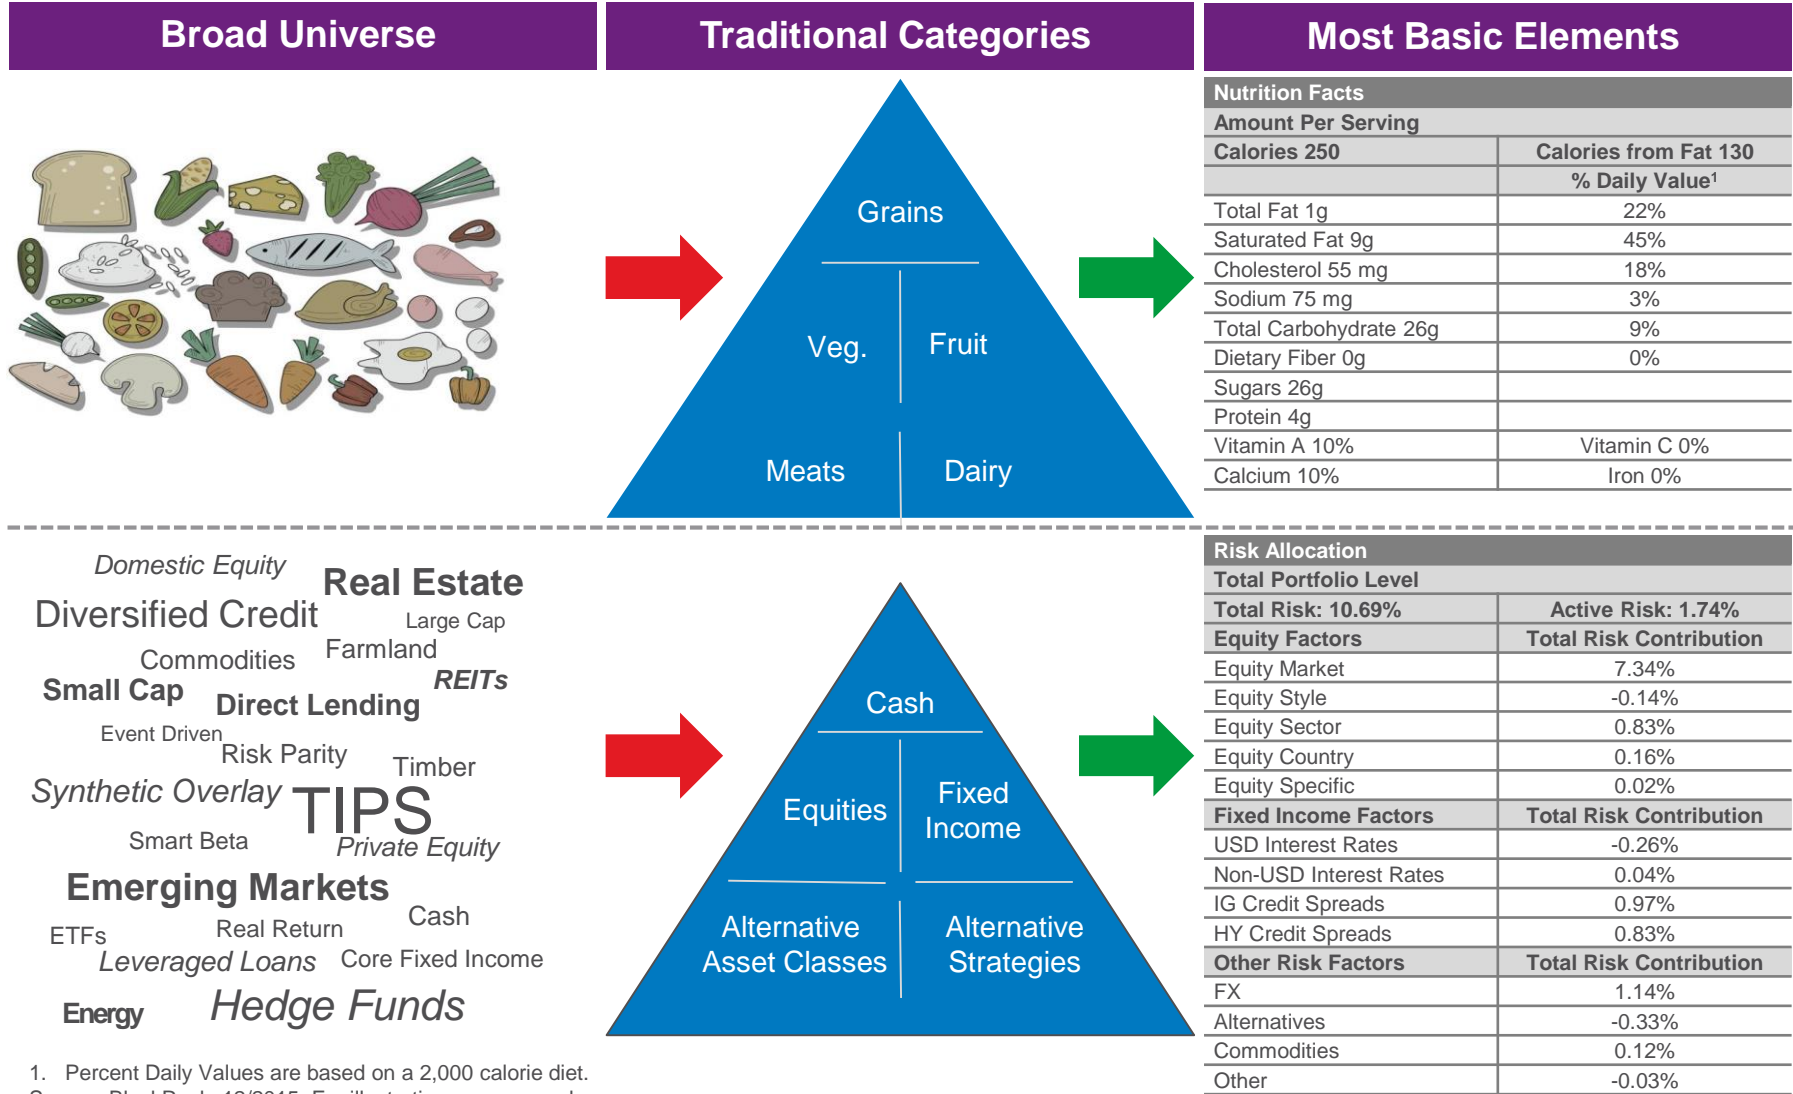 Broad Universe
Traditional Categories
Most Basic Elements
Grains
Veg.
Fruit
Meats
Dairy
Nutrition Facts
Amount Per Serving
Calories 250
Calories from Fat 130
% Daily Value1
Total Fat 1g
22%
Saturated Fat 9g
45%
Cholesterol 55 mg
18%
Sodium 75 mg
3%
Total Carbohydrate 26g
9%
Dietary Fiber 0g
0%
Sugars 26g
Protein 4g
Vitamin A 10%
Vitamin C 0%
Calcium 10%
Iron 0%
Domestic Equity
Real Estate
Diversified Credit
Large Cap
Farmland
Commodities
REITs
Small Cap
Direct Lending
Event Driven
Risk Parity
Timber
Synthetic Overlay
TIPS
Smart Beta
Private Equity
Emerging Markets
Cash
ETFs
Real Return
Leveraged Loans
Core Fixed Income
Energy
Hedge Funds
Cash
Equities
Fixed
Income
Alternative
Asset Classes
Alternative
Strategies
Risk Allocation
Total Portfolio Level
Total Risk: 10.69%
Active Risk: 1.74%
Equity Factors
Total Risk Contribution
Equity Market
7.34%
Equity Style
-0.14%
Equity Sector
0.83%
Equity Country
0.16%
Equity Specific
0.02%
Fixed Income Factors
Total Risk Contribution
USD Interest Rates
-0.26%
Non-USD Interest Rates
0.04%
IG Credit Spreads
0.97%
HY Credit Spreads
0.83%
Other Risk Factors
Total Risk Contribution
FX
1.14%
Alternatives
-0.33%
Commodities
0.12%
Other
-0.03%
1. Percent Daily Values are based on a 2,000 calorie diet.